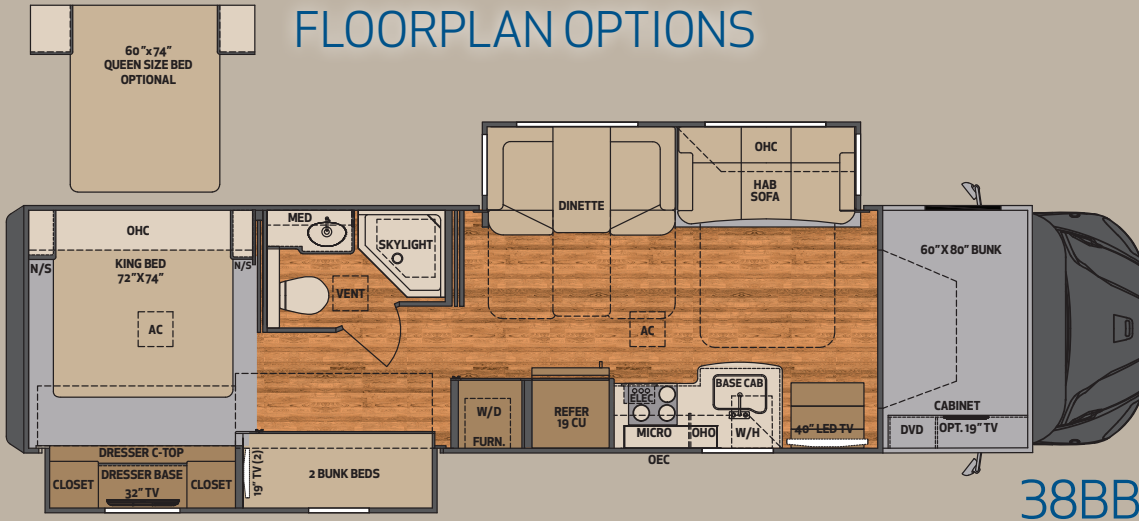 FLOORPLAN OPTIONS
60"x74"
QUEEN SIZE BED
OPTIONAL
OHC
N/S
N/S
KING BED
72"X74"
AC
MED
SKYLIGHT
VENT
DINETTE
OHC
HAB
SOFA
AC
60"X80" BUNK
W/D
FURN.
REFER
19 CU
ELEC
BASE CAB
MICRO
OHO
W/H
40" LED TV
OEC
CABINET
DVD
OPT. 19" TV
DRESSER C-TOP
CLOSET
DRESSER BASE
32" TV
CLOSET
19" TV (2)
2 BUNK BEDS
38BB